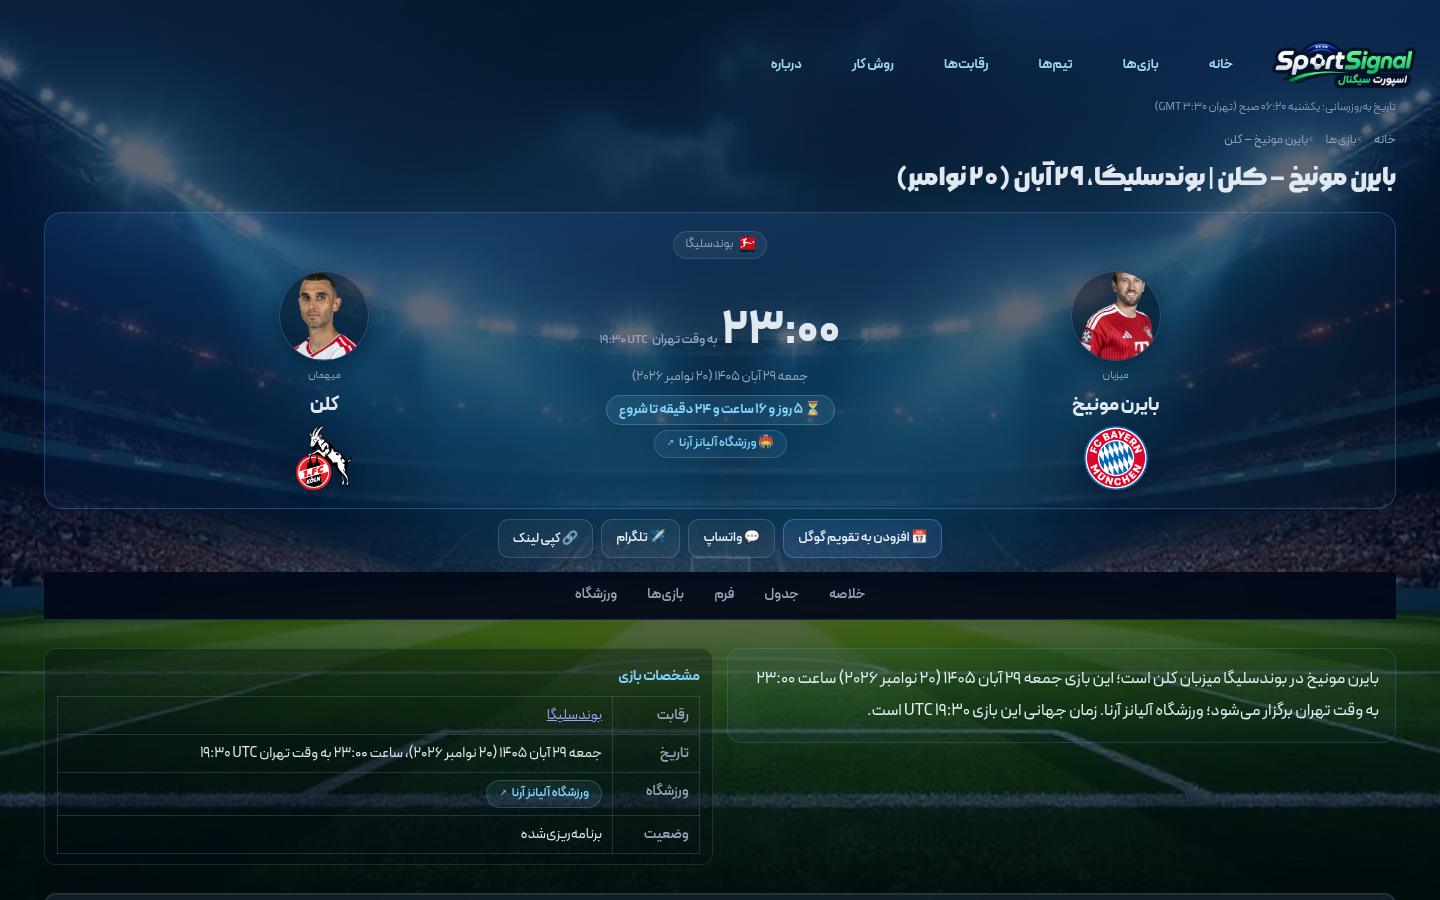 SportSignal
اسپورت سیگنال
خانه
بازی‌ها
تیم‌ها
رقابت‌ها
روش کار
درباره
تاریخ به‌روزرسانی: یکشنبه ۰۶:۲۰ صبح (تهران GMT ۳:۳۰)
خانه ›بازی‌ها ›بایرن مونیخ – کلن
بایرن مونیخ – کلن | بوندسلیگا، ۲۹ آبان (۲۰ نوامبر)
بوندسلیگا
۲۳:۰۰ به وقت تهران ۱۹:۳۰ UTC
جمعه ۲۹ آبان ۱۴۰۵ (۲۰ نوامبر ۲۰۲۶)
⏳ ۵ روز و ۱۶ ساعت و ۲۴ دقیقه تا شروع
🏟️ ورزشگاه آلیانز آرنا ↗
میزبان
بایرن مونیخ
FC BAYERN
MÜNCHEN
میهمان
کلن
1.FC
KÖLN
📅 افزودن به تقویم گوگل
💬 واتساپ
✈️ تلگرام
🔗 کپی لینک
خلاصه
جدول
فرم
بازی‌ها
ورزشگاه
بایرن مونیخ در بوندسلیگا میزبان کلن است؛ این بازی جمعه ۲۹ آبان ۱۴۰۵ (۲۰ نوامبر ۲۰۲۶) ساعت ۲۳:۰۰
به وقت تهران برگزار می‌شود؛ ورزشگاه آلیانز آرنا. زمان جهانی این بازی ۱۹:۳۰ UTC است.
مشخصات بازی
رقابت بوندسلیگا
تاریخ جمعه ۲۹ آبان ۱۴۰۵ (۲۰ نوامبر ۲۰۲۶)، ساعت ۲۳:۰۰ به وقت تهران ۱۹:۳۰ UTC
ورزشگاه ورزشگاه آلیانز آرنا ↗
وضعیت برنامه‌ریزی‌شده